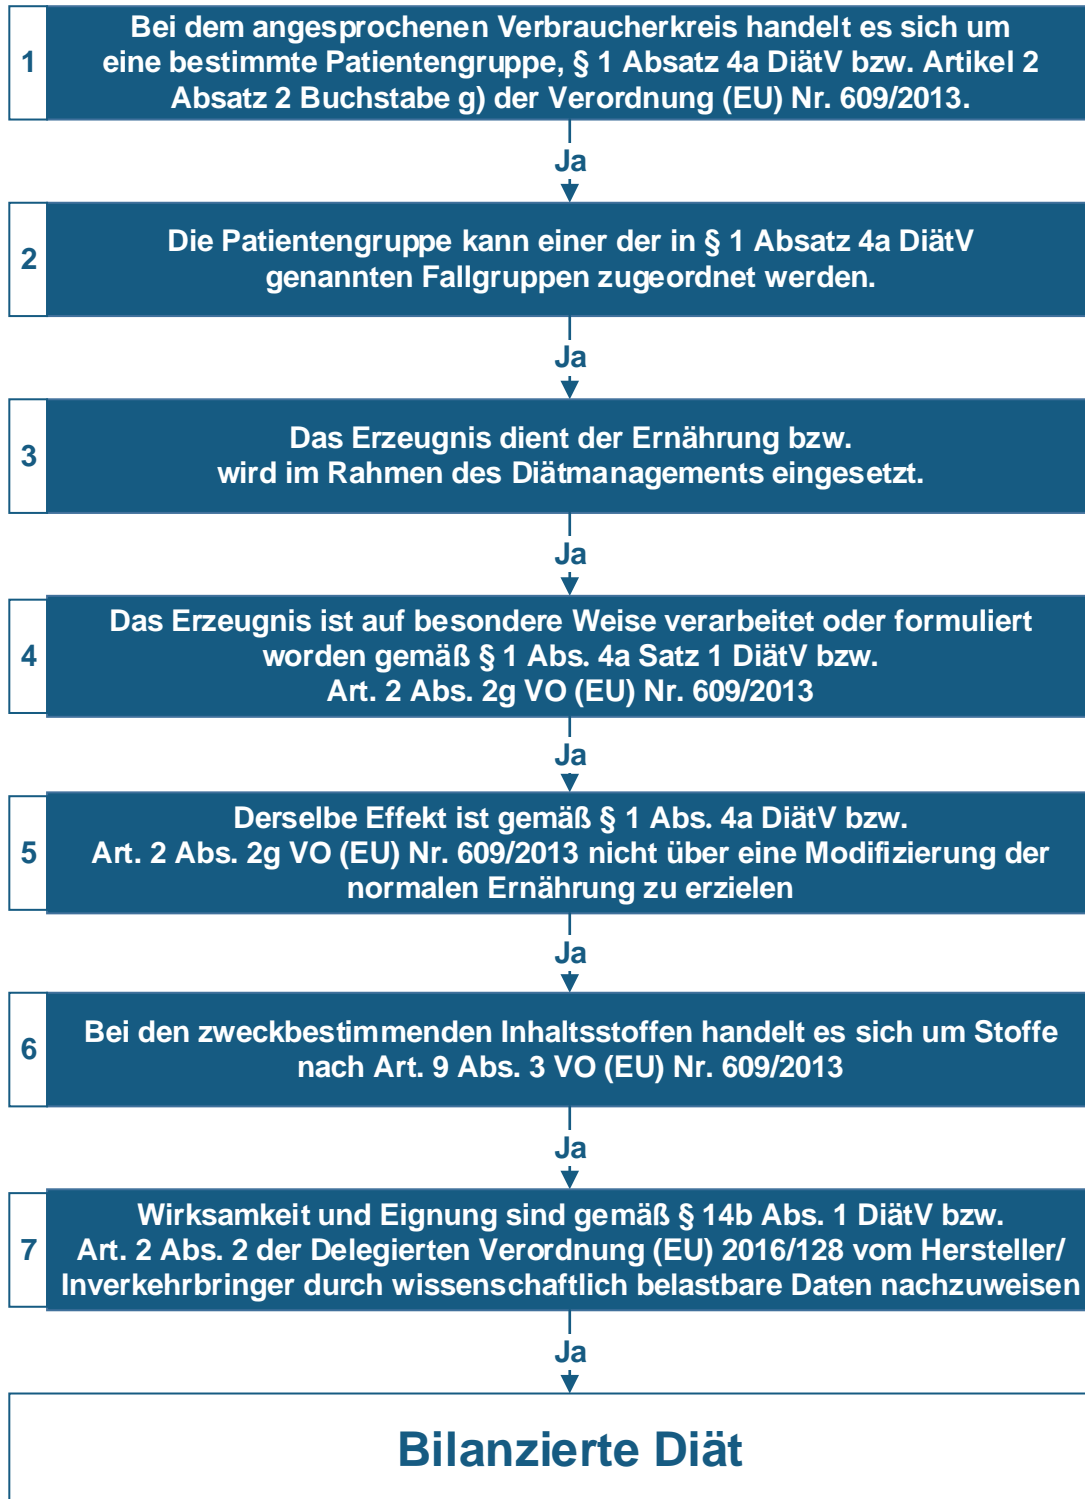 1
Bei dem angesprochenen Verbraucherkreis handelt es sich um
eine bestimmte Patientengruppe, § 1 Absatz 4a DiätV bzw. Artikel 2
Absatz 2 Buchstabe g) der Verordnung (EU) Nr. 609/2013.
Ja
2
Die Patientengruppe kann einer der in § 1 Absatz 4a DiätV
genannten Fallgruppen zugeordnet werden.
Ja
3
Das Erzeugnis dient der Ernährung bzw.
wird im Rahmen des Diätmanagements eingesetzt.
Ja
4
Das Erzeugnis ist auf besondere Weise verarbeitet oder formuliert
worden gemäß § 1 Abs. 4a Satz 1 DiätV bzw.
Art. 2 Abs. 2g VO (EU) Nr. 609/2013
Ja
5
Derselbe Effekt ist gemäß § 1 Abs. 4a DiätV bzw.
Art. 2 Abs. 2g VO (EU) Nr. 609/2013 nicht über eine Modifizierung der
normalen Ernährung zu erzielen
Ja
6
Bei den zweckbestimmenden Inhaltsstoffen handelt es sich um Stoffe
nach Art. 9 Abs. 3 VO (EU) Nr. 609/2013
Ja
7
Wirksamkeit und Eignung sind gemäß § 14b Abs. 1 DiätV bzw.
Art. 2 Abs. 2 der Delegierten Verordnung (EU) 2016/128 vom Hersteller/
Inverkehrbringer durch wissenschaftlich belastbare Daten nachzuweisen
Ja
Bilanzierte Diät